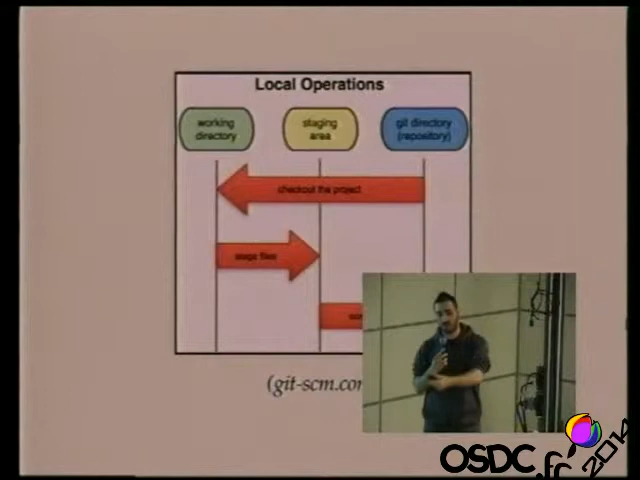 Local Operations
working
directory
staging
area
git directory
(repository)
checkout the project
stage files
(git-scm.co
OSDC.fr 2014